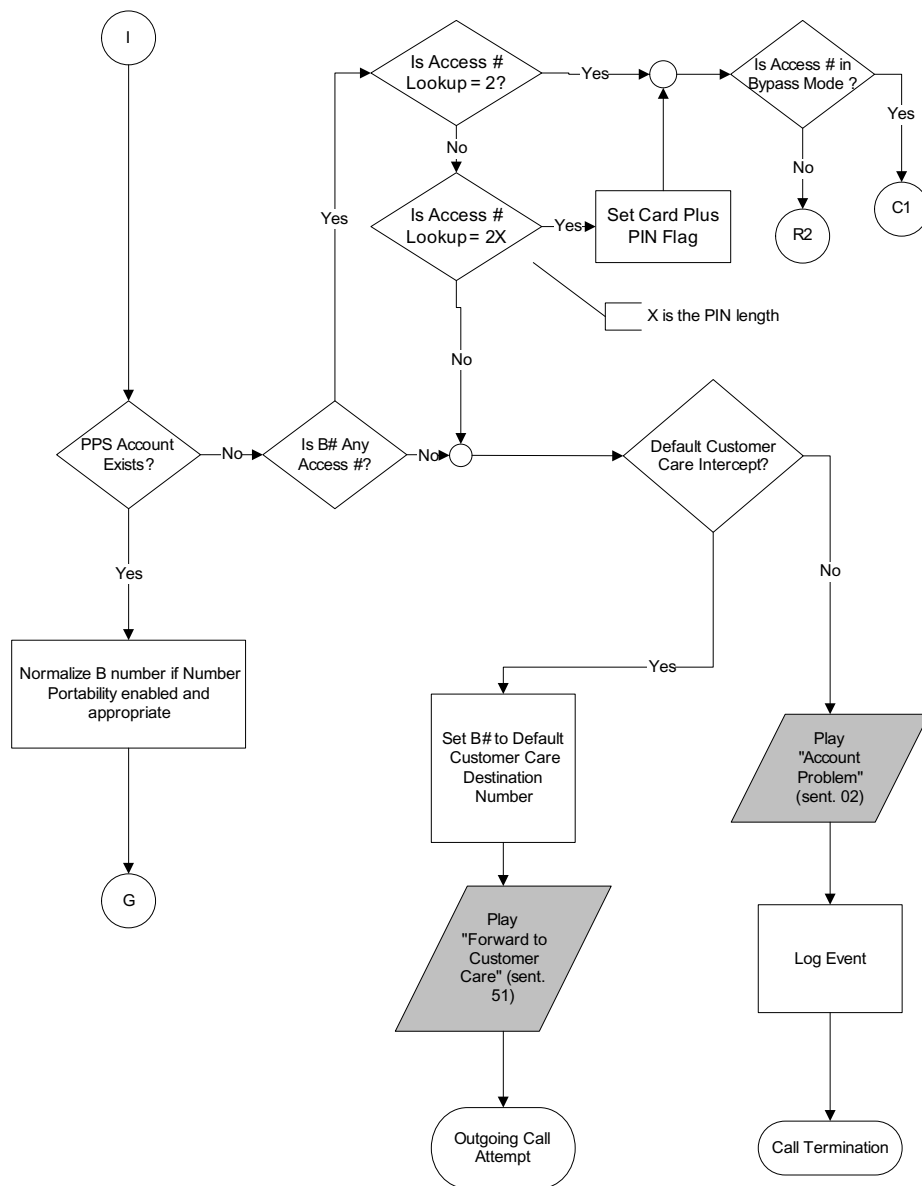 I
Is Access #
Lookup = 2?
Yes
Is Access # in
Bypass Mode ?
Yes
No
No
Yes
Is Access #
Lookup = 2X
Yes
Set Card Plus
PIN Flag
R2
C1
X is the PIN length
No
PPS Account
Exists?
No
Is B# Any
Access #?
No
Default Customer
Care Intercept?
Yes
No
Normalize B number if Number
Portability enabled and
appropriate
Yes
Set B# to Default
Customer Care
Destination
Number
Play
"Account
Problem"
(sent. 02)
G
Play
"Forward to
Customer
Care" (sent.
51)
Log Event
Outgoing Call
Attempt
Call Termination